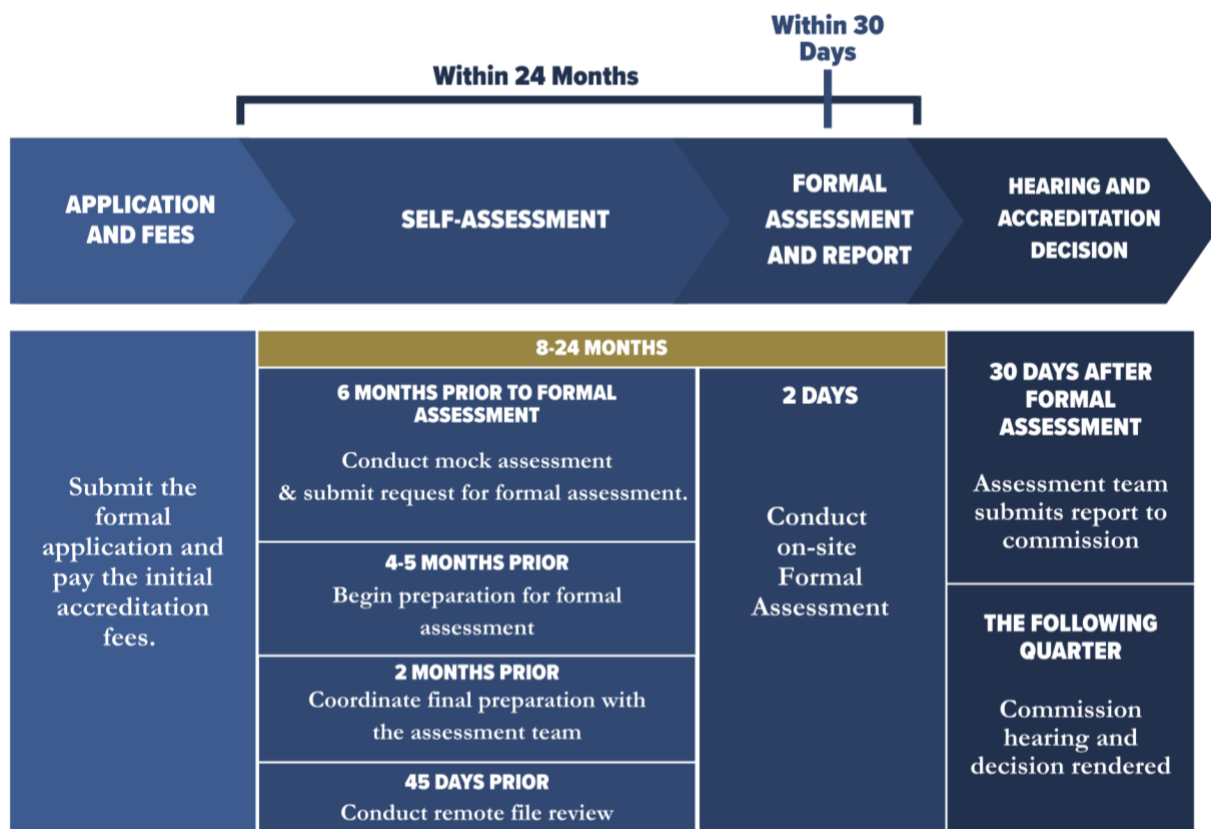 Within 30
Days
Within 24 Months
APPLICATION
AND FEES
SELF-ASSESSMENT
FORMAL
ASSESSMENT
AND REPORT
HEARING AND
ACCREDITATION
DECISION
Submit the
formal
application and
pay the initial
accreditation
fees.
8-24 MONTHS
6 MONTHS PRIOR TO FORMAL
ASSESSMENT
Conduct mock assessment
& submit request for formal assessment.
4-5 MONTHS PRIOR
Begin preparation for formal
assessment
2 MONTHS PRIOR
Coordinate final preparation with
the assessment team
45 DAYS PRIOR
Conduct remote file review
2 DAYS
Conduct
on-site
Formal
Assessment
30 DAYS AFTER
FORMAL
ASSESSMENT
Assessment team
submits report to
commission
THE FOLLOWING
QUARTER
Commission
hearing and
decision rendered